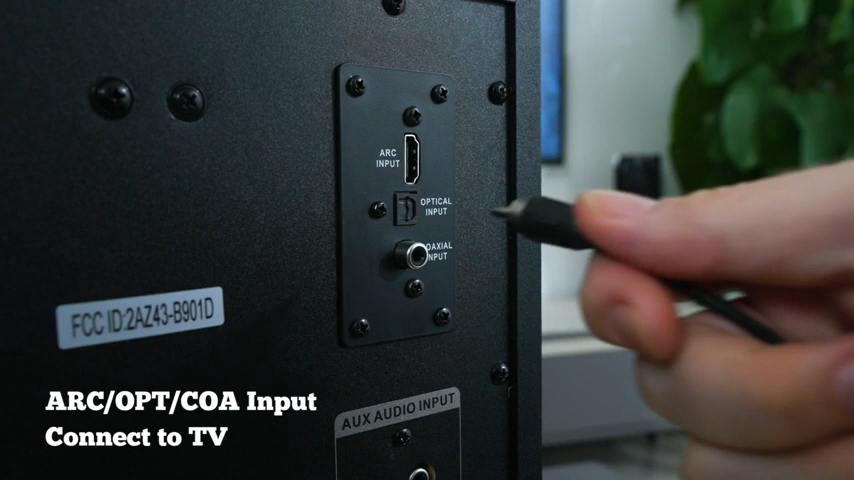 ARC
INPUT
OPTICAL
INPUT
OAXIAL
NPUT
FCC ID:2AZ43-B901D
ARC/OPT/COA Input
Connect to TV
AUX AUDIO INPUT